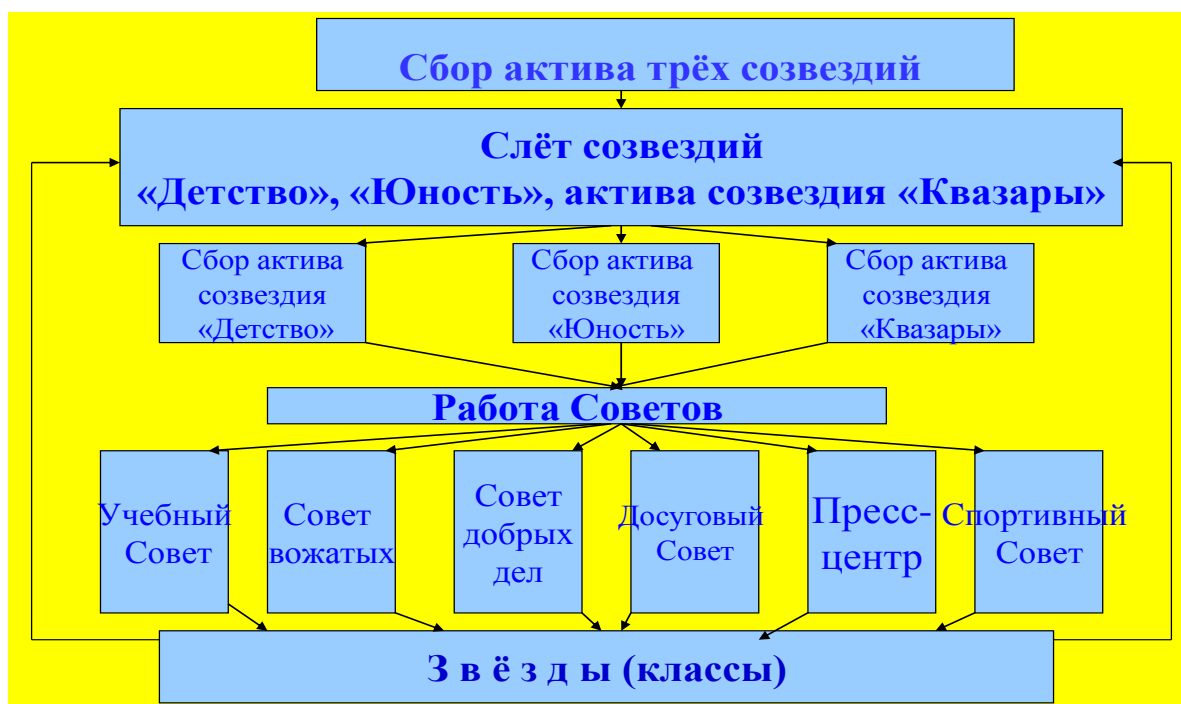 Сбор актива трёх созвездий
Слёт созвездий
«Детство», «Юность», актива созвездия «Квазары»
Сбор актива
созвездия
«Детство»
Сбор актива
созвездия
«Юность»
Сбор актива
созвездия
«Квазары»
Работа Советов
Учебный
Совет
Совет
вожатых
Совет
добрых
дел
Досуговый
Совет
Пресс-
центр
Спортивный
Совет
З в ё з д ы (классы)